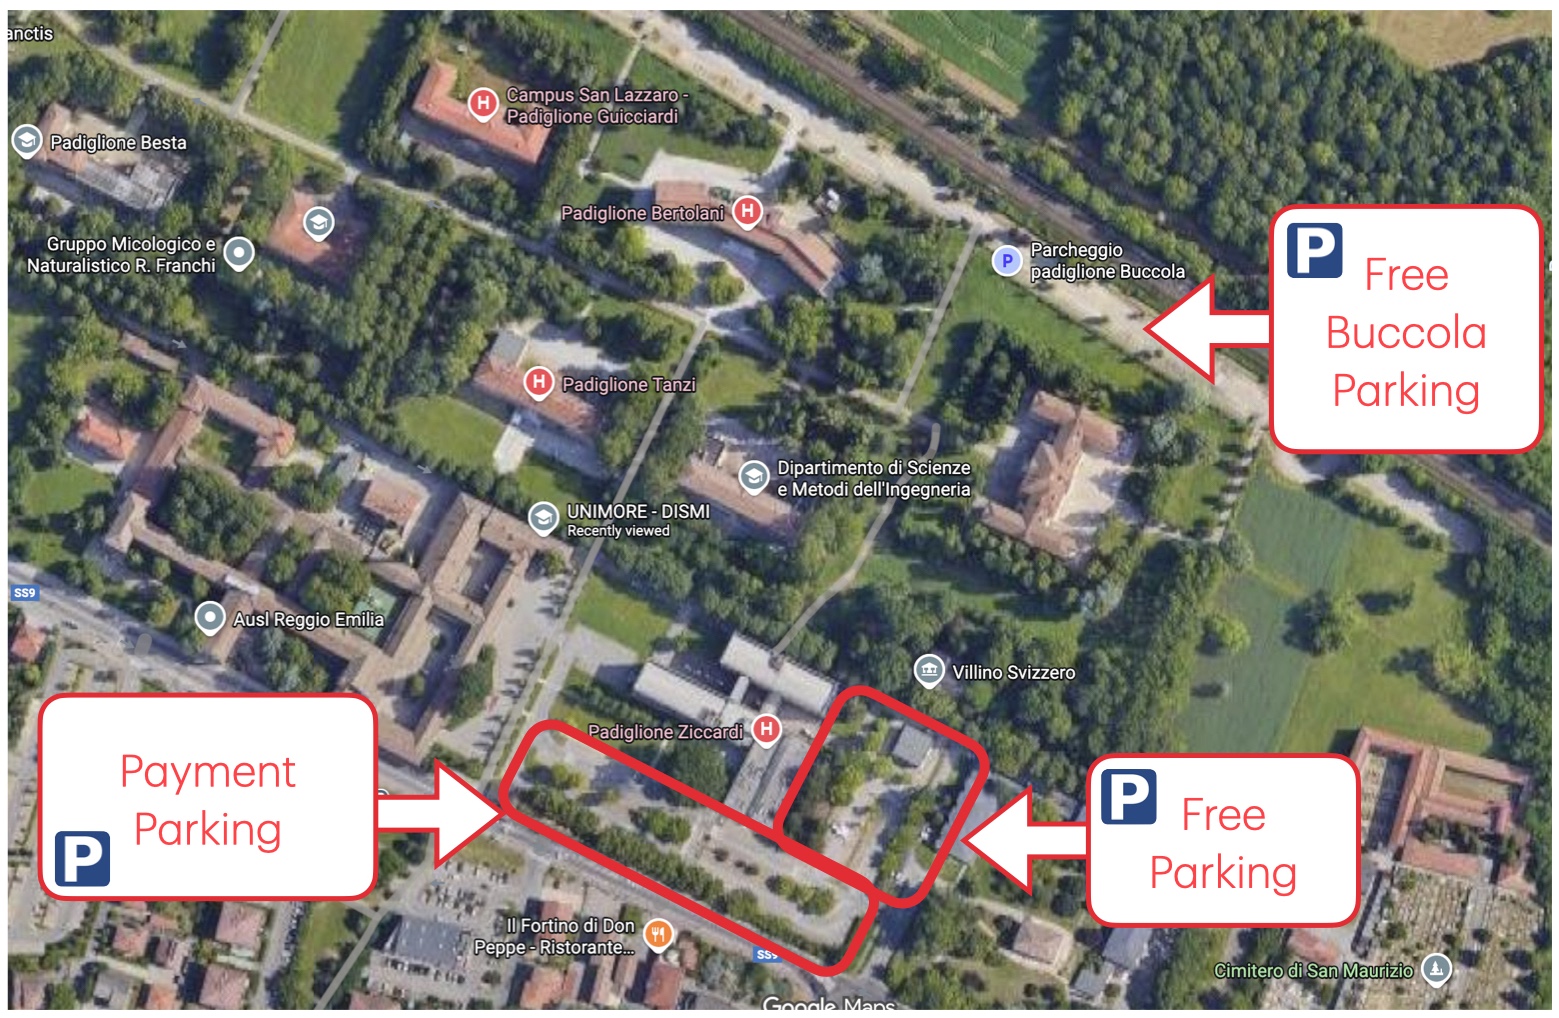 anctis
Campus San Lazzaro -
Padiglione Guicciardi
Padiglione Besta
Padiglione Bertolani
Gruppo Micologico e
Naturalistico R. Franchi
Parcheggio
padiglione Buccola
P
P
Free
Buccola
Parking
Padiglione Tanzi
Dipartimento di Scienze
e Metodi dell'Ingegneria
UNIMORE - DISMI
Recently viewed
SS9
Ausl Reggio Emilia
Villino Svizzero
Padiglione Ziccardi
Payment
Parking
P
P
Free
Parking
Il Fortino di Don
Peppe - Ristorante...
SS9
Cimitero di San Maurizio
Google Maps
H
H
H
H